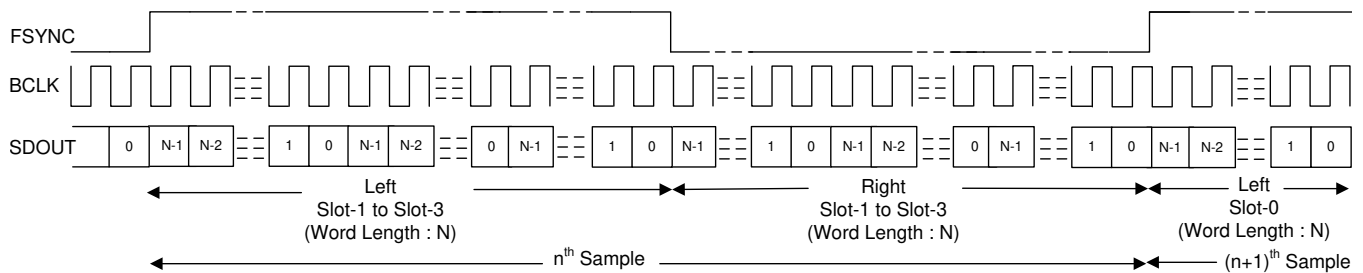 FSYNC
BCLK
SDOUT 0 N-1 N-2 1 0 N-1 N-2 0 N-1 1 0 N-1 1 0 N-1 N-2 0 N-1 1 0 N-1 N-2 1 0
Left Right Left
Slot-1 to Slot-3 Slot-1 to Slot-3 Slot-0
(Word Length : N) (Word Length : N) (Word Length : N)
nth Sample (n+1)th Sample